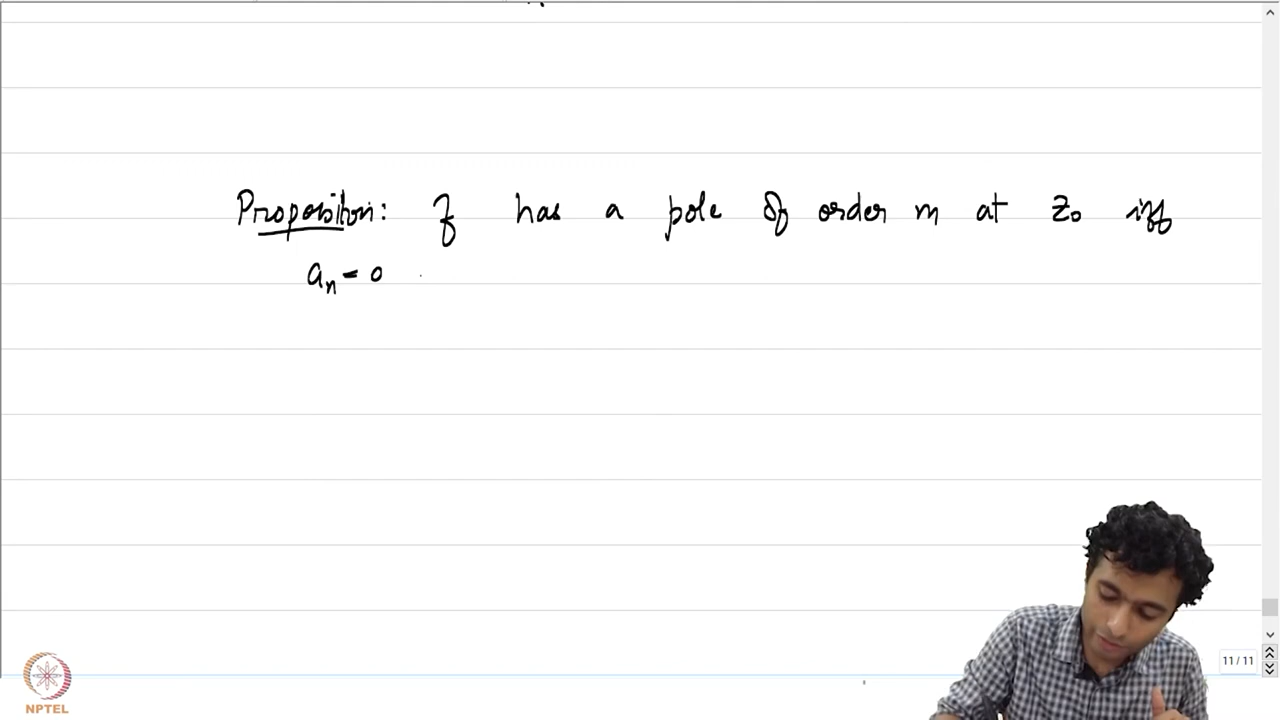 Proposition: f has a pole of order m at z₀ iff
aₙ = 0
11 / 11
NPTEL